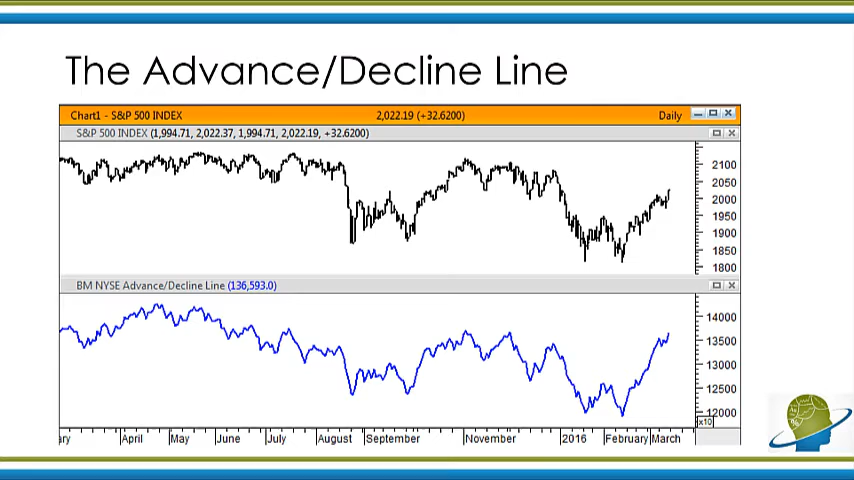 The Advance/Decline Line
Chart1 - S&P 500 INDEX 2,022.19 (+32.6200) Daily
S&P 500 INDEX (1,994.71, 2,022.37, 1,994.71, 2,022.19, +32.6200)
2100
2050
2000
1950
1900
1850
1800
BM NYSE Advance/Decline Line (136,593.0)
14000
13500
13000
12500
12000
x10
ry April May June July August September November 2016 February March